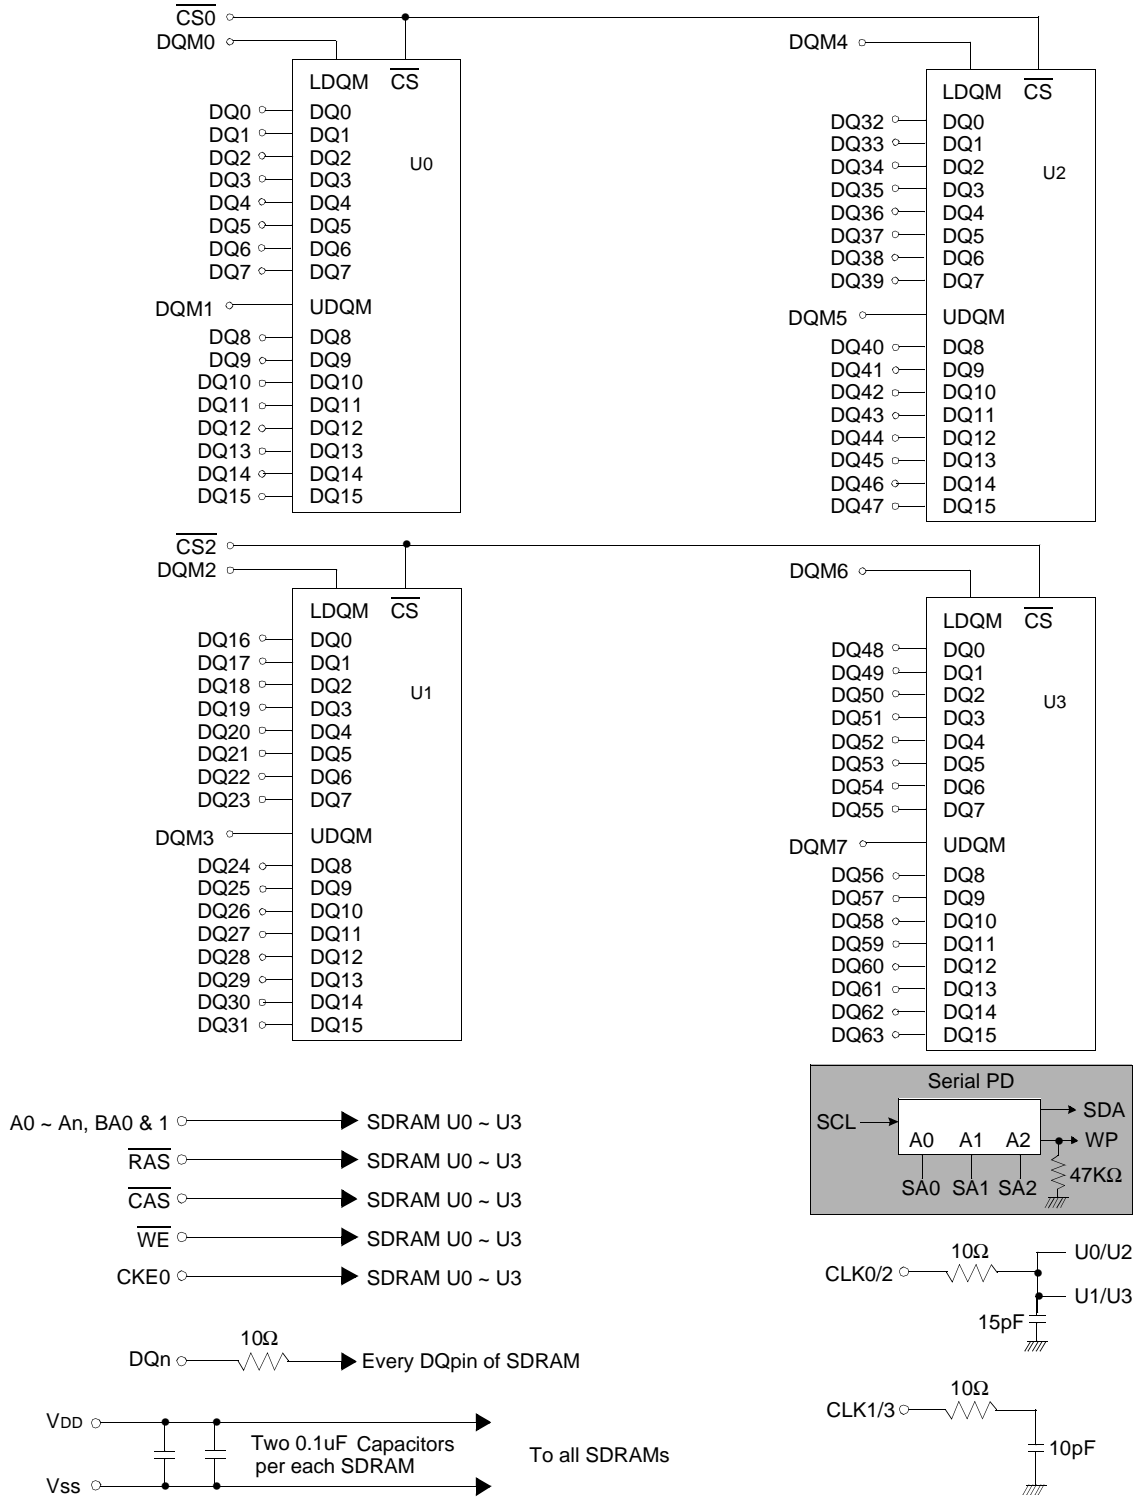 CS0
DQM0
LDQM CS
DQ0 DQ0
DQ1 DQ1
DQ2 DQ2
U0
DQ3 DQ3
DQ4 DQ4
DQ5 DQ5
DQ6 DQ6
DQ7 DQ7
DQM1 UDQM
DQ8 DQ8
DQ9 DQ9
DQ10 DQ10
DQ11 DQ11
DQ12 DQ12
DQ13 DQ13
DQ14 DQ14
DQ15 DQ15
DQM4
LDQM CS
DQ32 DQ0
DQ33 DQ1
DQ34 DQ2
U2
DQ35 DQ3
DQ36 DQ4
DQ37 DQ5
DQ38 DQ6
DQ39 DQ7
DQM5 UDQM
DQ40 DQ8
DQ41 DQ9
DQ42 DQ10
DQ43 DQ11
DQ44 DQ12
DQ45 DQ13
DQ46 DQ14
DQ47 DQ15
CS2
DQM2
LDQM CS
DQ16 DQ0
DQ17 DQ1
DQ18 DQ2
U1
DQ19 DQ3
DQ20 DQ4
DQ21 DQ5
DQ22 DQ6
DQ23 DQ7
DQM3 UDQM
DQ24 DQ8
DQ25 DQ9
DQ26 DQ10
DQ27 DQ11
DQ28 DQ12
DQ29 DQ13
DQ30 DQ14
DQ31 DQ15
DQM6
LDQM CS
DQ48 DQ0
DQ49 DQ1
DQ50 DQ2
U3
DQ51 DQ3
DQ52 DQ4
DQ53 DQ5
DQ54 DQ6
DQ55 DQ7
DQM7 UDQM
DQ56 DQ8
DQ57 DQ9
DQ58 DQ10
DQ59 DQ11
DQ60 DQ12
DQ61 DQ13
DQ62 DQ14
DQ63 DQ15
A0 ~ An, BA0 & 1 SDRAM U0 ~ U3
RAS SDRAM U0 ~ U3
CAS SDRAM U0 ~ U3
WE SDRAM U0 ~ U3
CKE0 SDRAM U0 ~ U3
10Ω
DQn Every DQpin of SDRAM
VDD
Two 0.1uF Capacitors
per each SDRAM
To all SDRAMs
Vss
Serial PD
SCL SDA
A0 A1 A2 WP
SA0 SA1 SA2 47KΩ
10Ω U0/U2
CLK0/2
U1/U3
15pF
10Ω
CLK1/3
10pF